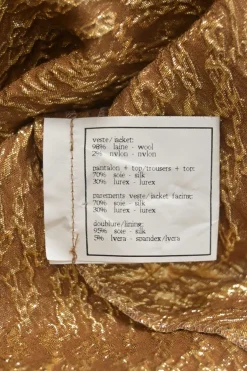 veste/jacket:
98% laine - wool
2% nylon - nylon
pantalon + top/trousers + top:
70% soie - silk
30% lurex - lurex
parements veste/jacket facing:
70% soie - silk
30% lurex - lurex
doublure/lining:
95% soie - silk
5% lycra - spandex/lycra